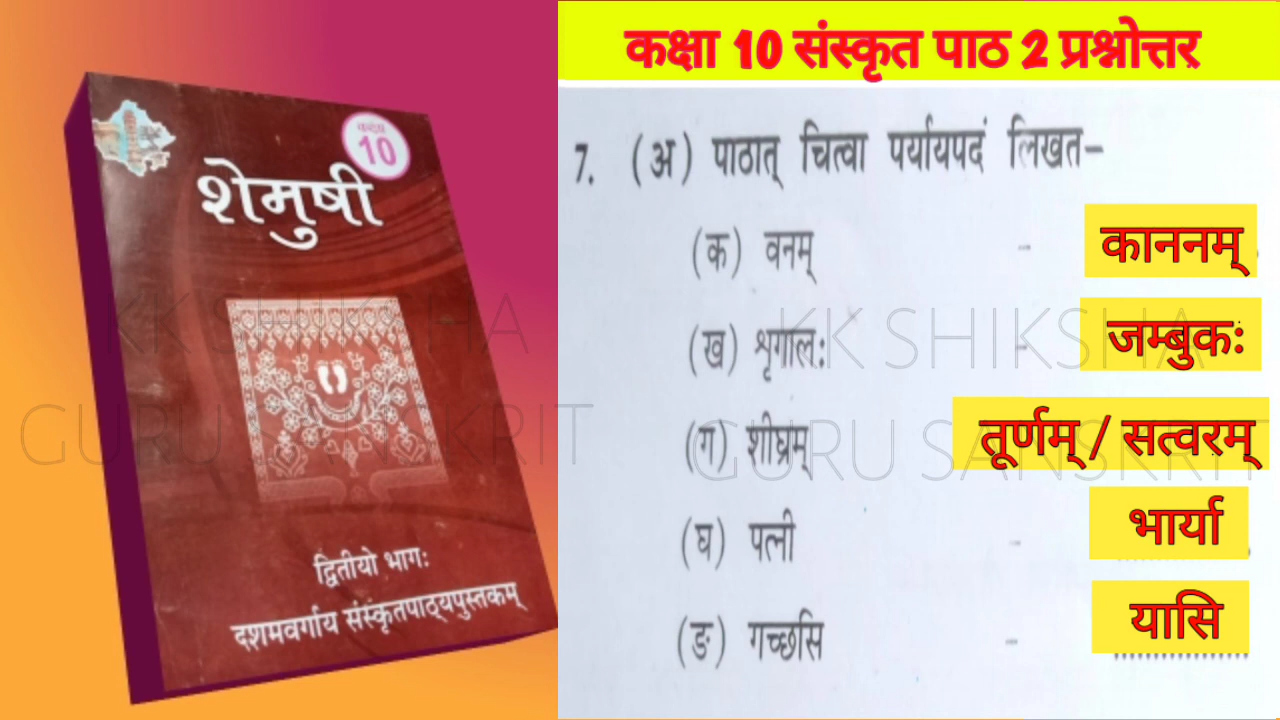 कक्षा
10
शेमुषी
द्वितीयो भागः
दशमवर्गाय संस्कृतपाठ्यपुस्तकम्
KK SHIKSHA
GURU SANSKRIT
कक्षा 10 संस्कृत पाठ 2 प्रश्नोत्तर
7. (अ) पाठात् चित्वा पर्यायपदं लिखत–
(क) वनम् - काननम्
(ख) शृगालः - जम्बुकः
(ग) शीघ्रम् तूर्णम् / सत्वरम्
(घ) पत्नी - भार्या
(ङ) गच्छसि - यासि
KK SHIKSHA
GURU SANSKRIT